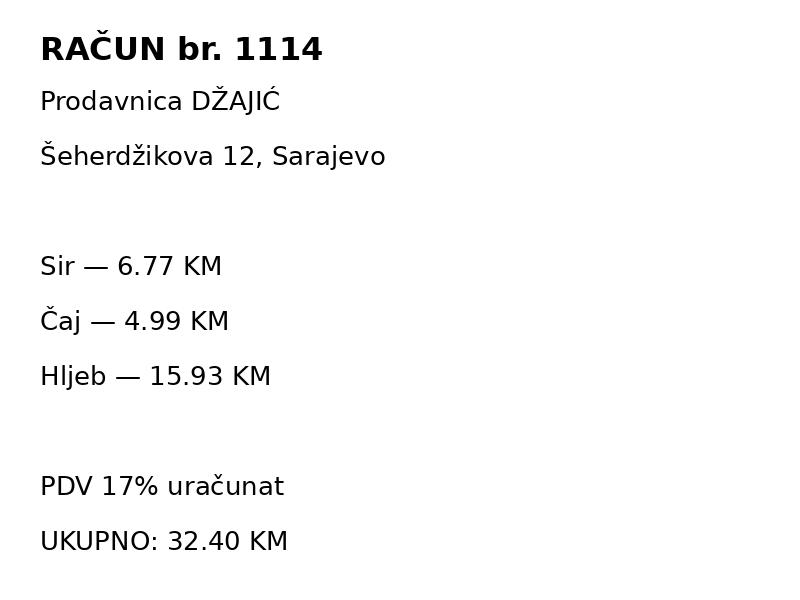 RAČUN br. 1114
Prodavnica DŽAJIĆ
Šeherdžikova 12, Sarajevo
Sir — 6.77 KM
Čaj — 4.99 KM
Hljeb — 15.93 KM
PDV 17% uračunat
UKUPNO: 32.40 KM